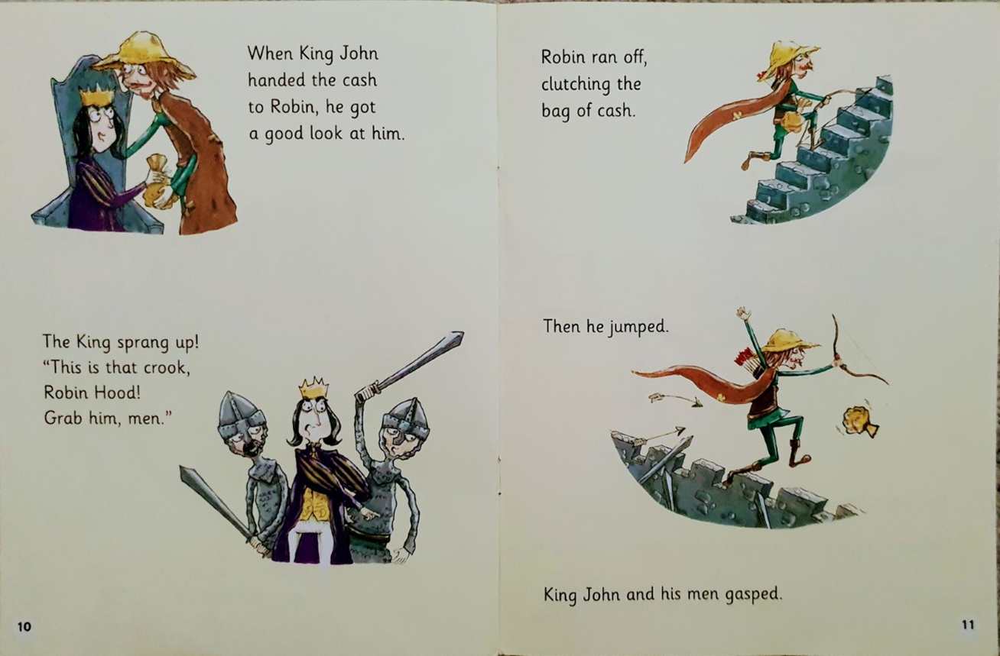 When King John
handed the cash
to Robin, he got
a good look at him.
The King sprang up!
“This is that crook,
Robin Hood!
Grab him, men.”
10
Robin ran off,
clutching the
bag of cash.
Then he jumped.
King John and his men gasped.
11